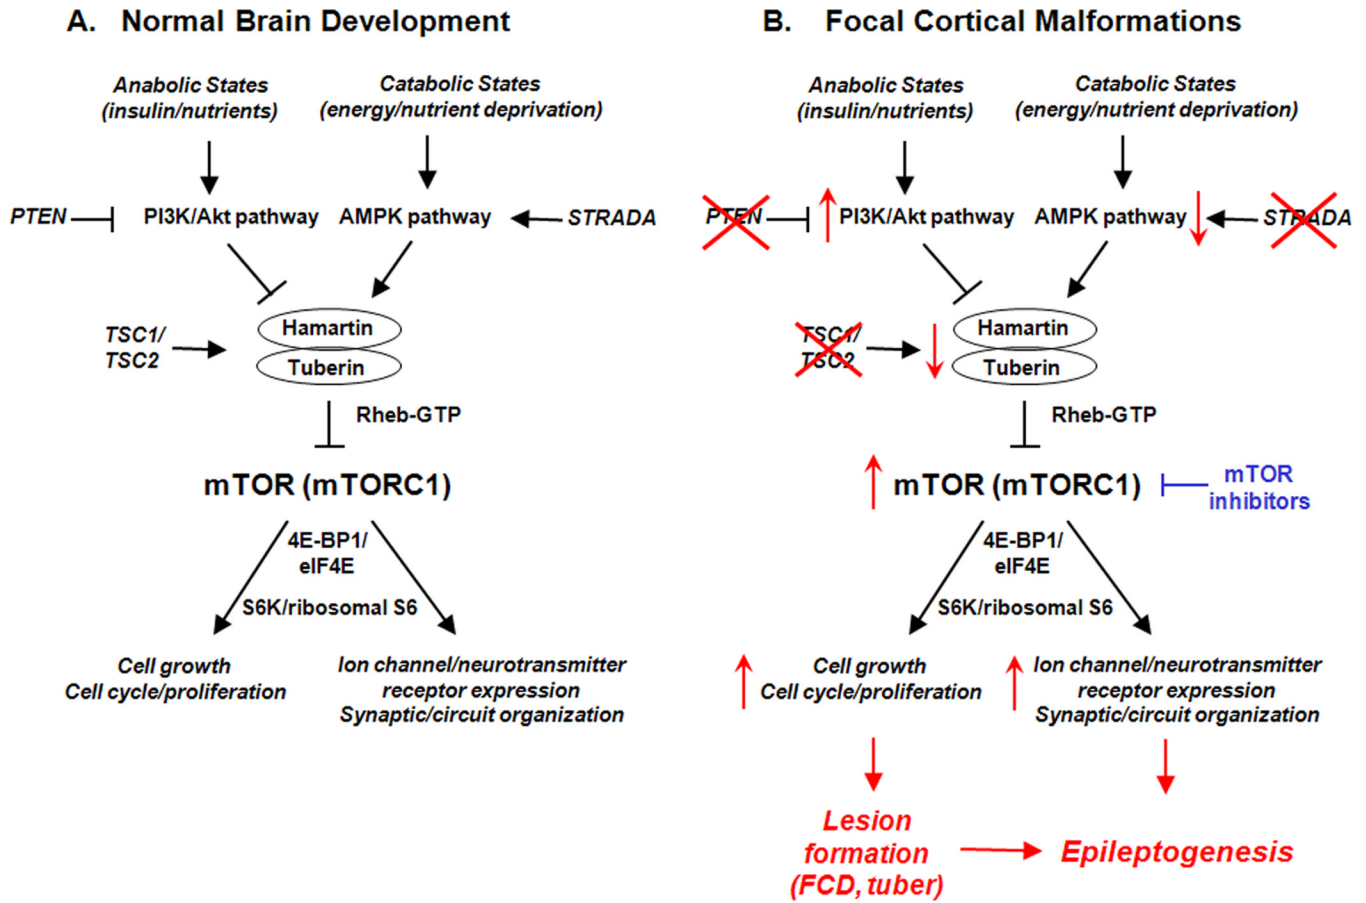 A. Normal Brain Development
Anabolic States
(insulin/nutrients)
Catabolic States
(energy/nutrient deprivation)
PTEN
PI3K/Akt pathway
AMPK pathway
STRADA
TSC1/
TSC2
Hamartin
Tuberin
Rheb-GTP
mTOR (mTORC1)
4E-BP1/
eIF4E
S6K/ribosomal S6
Cell growth
Cell cycle/proliferation
Ion channel/neurotransmitter
receptor expression
Synaptic/circuit organization
B. Focal Cortical Malformations
Anabolic States
(insulin/nutrients)
Catabolic States
(energy/nutrient deprivation)
PTEN
PI3K/Akt pathway
AMPK pathway
STRADA
TSC1/
TSC2
Hamartin
Tuberin
Rheb-GTP
mTOR (mTORC1)
mTOR
inhibitors
4E-BP1/
eIF4E
S6K/ribosomal S6
Cell growth
Cell cycle/proliferation
Ion channel/neurotransmitter
receptor expression
Synaptic/circuit organization
Lesion
formation
(FCD, tuber)
Epileptogenesis